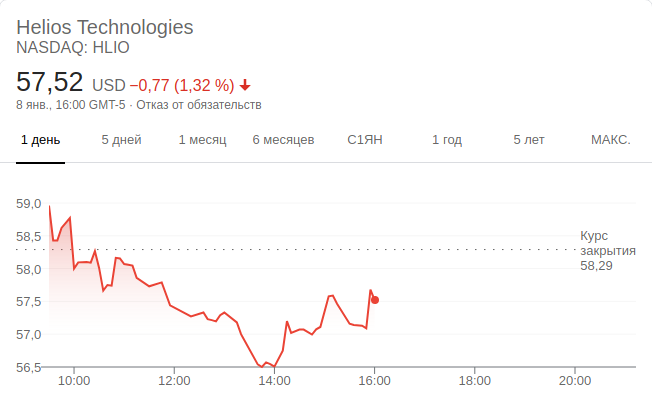 Helios Technologies
NASDAQ: HLIO
57,52 USD −0,77 (1,32 %)
8 янв., 16:00 GMT-5 · Отказ от обязательств
1 день 5 дней 1 месяц 6 месяцев С1ЯН 1 год 5 лет МАКС.
59,0
58,5
58,0
57,5
57,0
56,5
Курс
закрытия
58,29
10:00 12:00 14:00 16:00 18:00 20:00